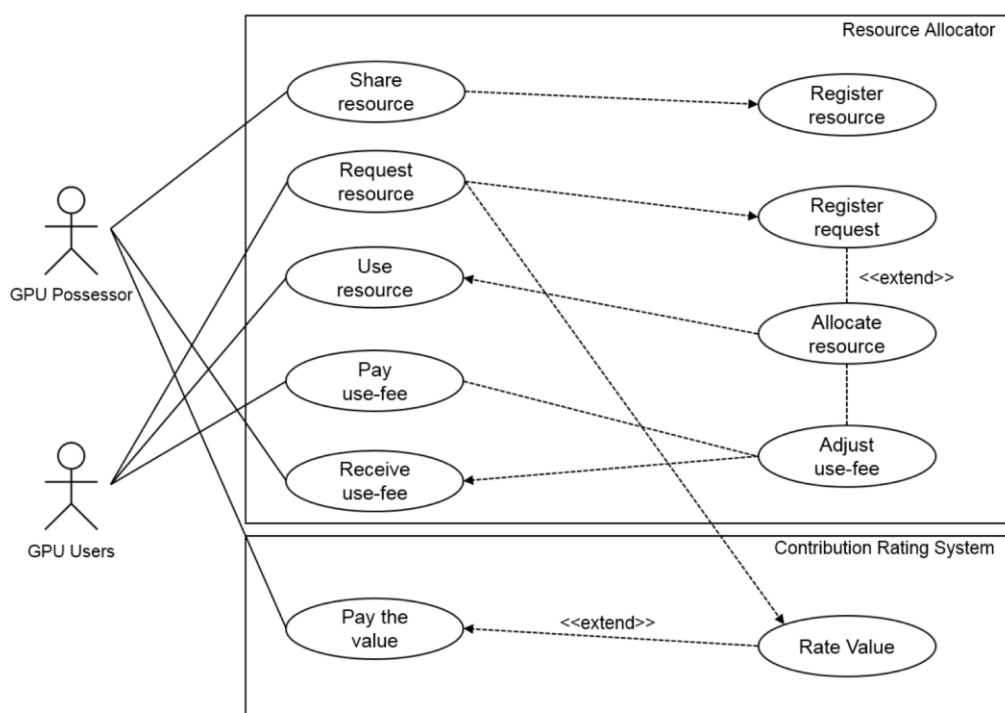 Resource Allocator
Share
resource
Register
resource
Request
resource
Register
request
GPU Possessor
Use
resource
<<extend>>
Allocate
resource
Pay
use-fee
Adjust
use-fee
Receive
use-fee
GPU Users
Contribution Rating System
Pay the
value
<<extend>>
Rate Value